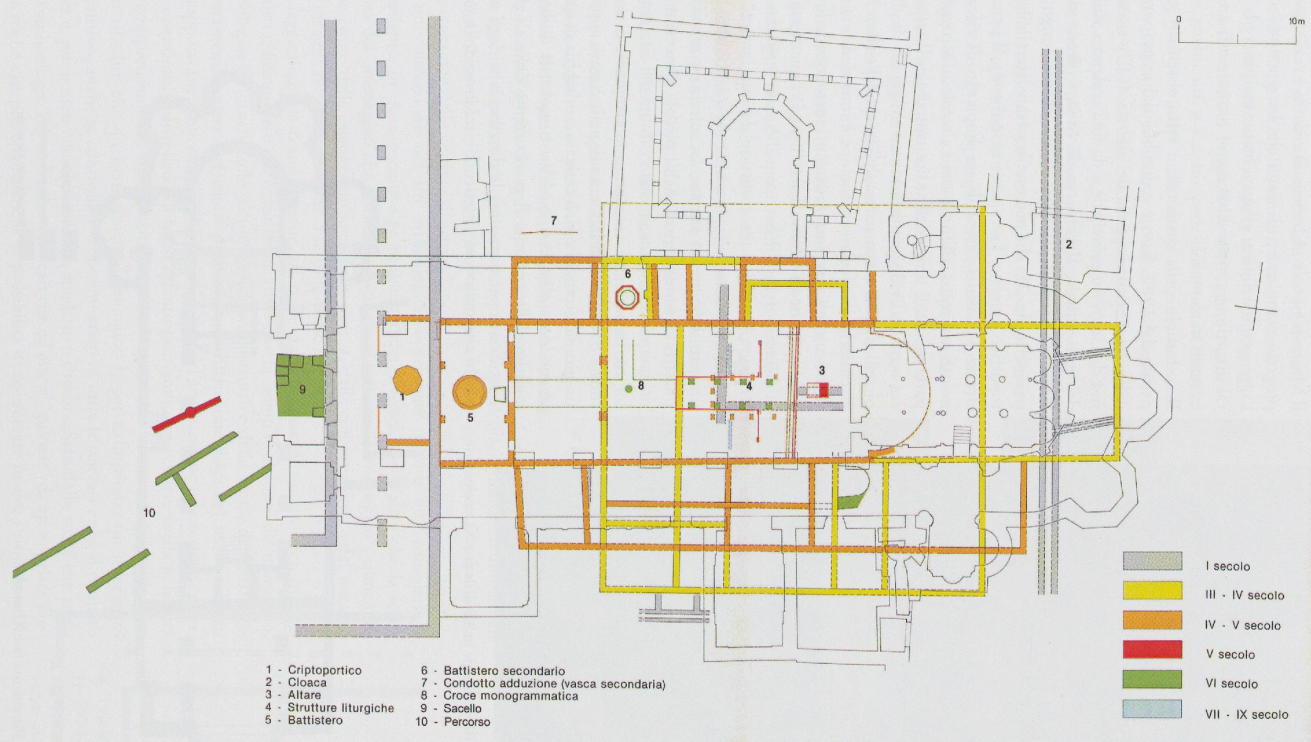 0 10m
7
2
6
3
9
1
8
4
5
10
I secolo
III - IV secolo
IV - V secolo
V secolo
VI secolo
VII - IX secolo
1 - Criptoportico
2 - Cloaca
3 - Altare
4 - Strutture liturgiche
5 - Battistero
6 - Battistero secondario
7 - Condotto adduzione (vasca secondaria)
8 - Croce monogrammatica
9 - Sacello
10 - Percorso